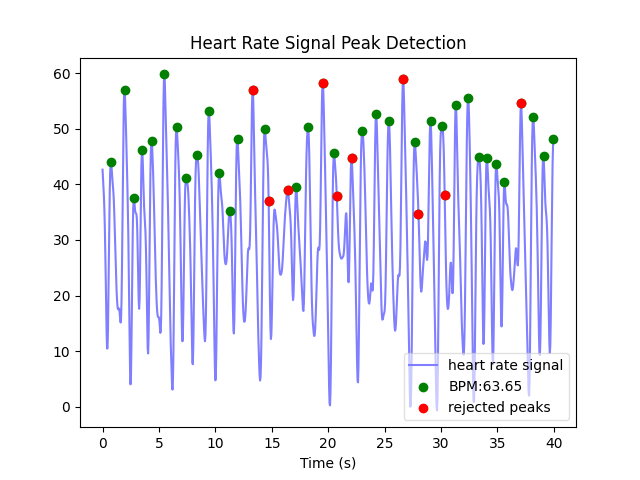 Heart Rate Signal Peak Detection
60
50
40
30
20
10
0
heart rate signal
BPM:63.65
rejected peaks
0 5 10 15 20 25 30 35 40
Time (s)